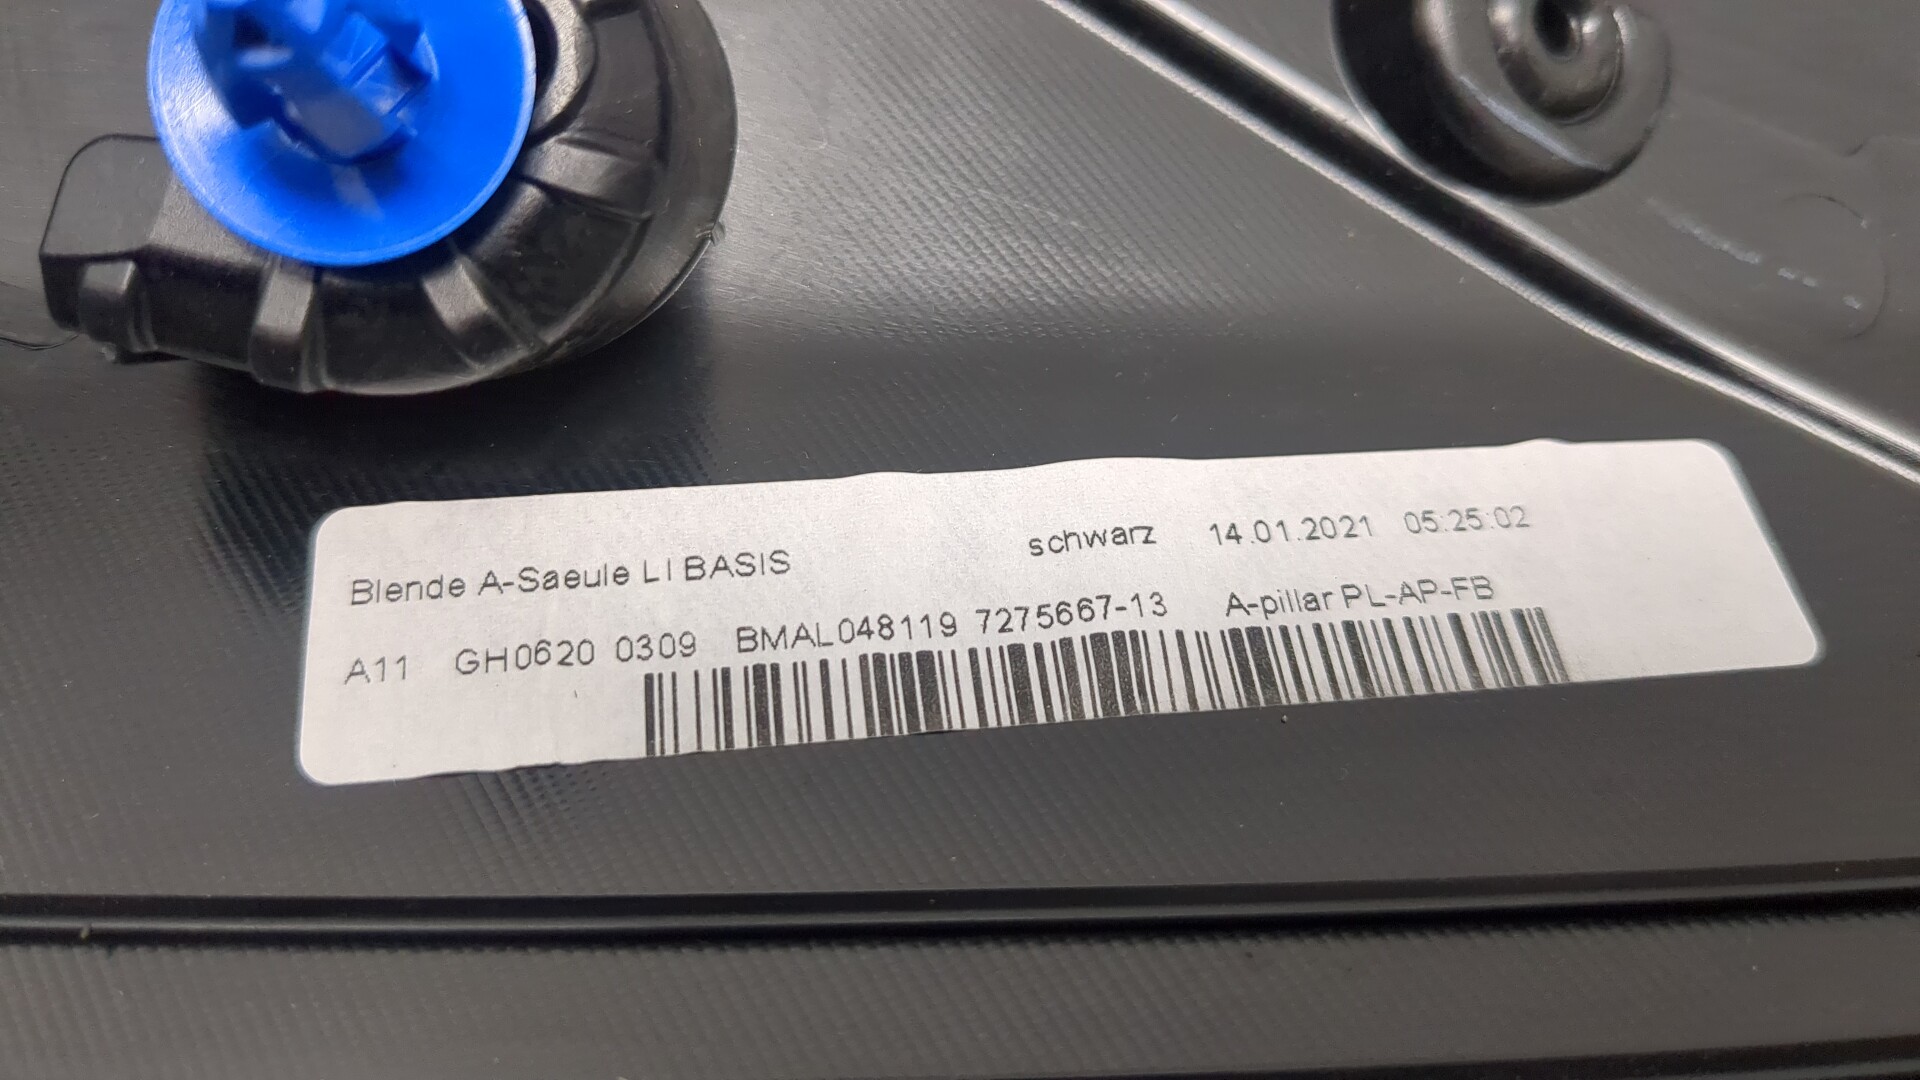 Blende A-Saeule LI BASIS schwarz 14.01.2021 05:25:02
A11 GH0620 0309 BMAL048119 7275667-13 A-pillar PL-AP-FB